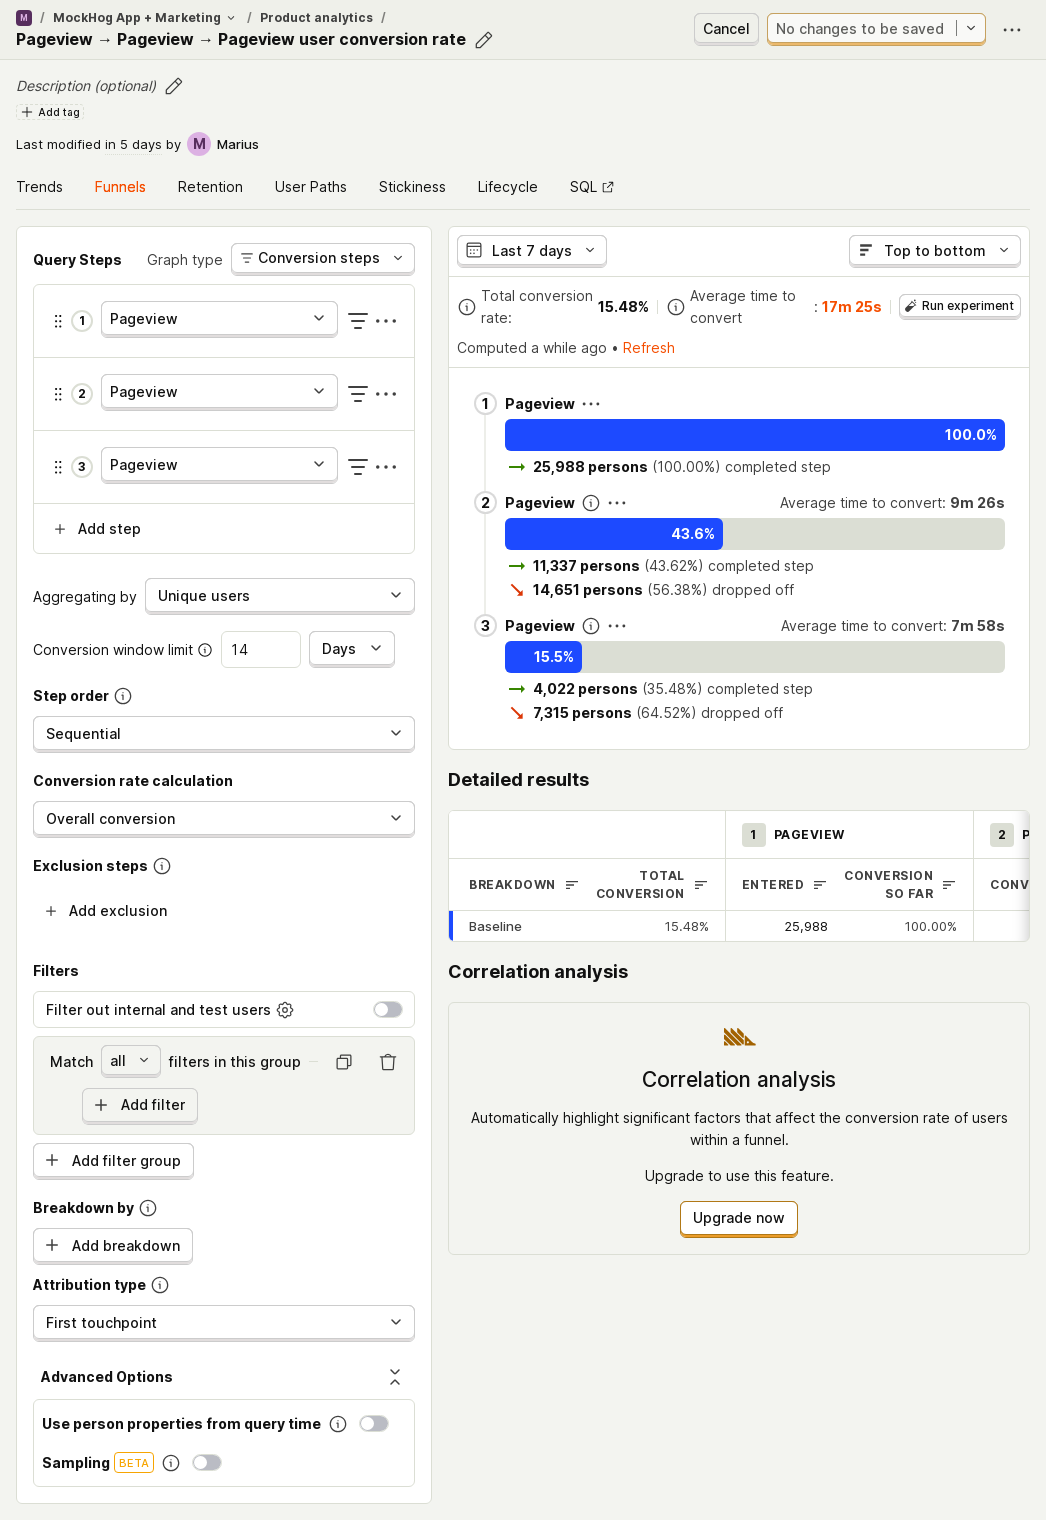 M / MockHog App + Marketing / Product analytics /
Pageview → Pageview → Pageview user conversion rate
Cancel
No changes to be saved
Description (optional)
Add tag
Last modified in 5 days by M Marius
Trends Funnels Retention User Paths Stickiness Lifecycle SQL
Query Steps Graph type Conversion steps
1 Pageview
2 Pageview
3 Pageview
Add step
Aggregating by Unique users
Conversion window limit 14 Days
Step order
Sequential
Conversion rate calculation
Overall conversion
Exclusion steps
Add exclusion
Filters
Filter out internal and test users
Match all filters in this group
Add filter
Add filter group
Breakdown by
Add breakdown
Attribution type
First touchpoint
Advanced Options
Use person properties from query time
Sampling BETA
Last 7 days Top to bottom
Total conversion rate: 15.48%
Average time to convert : 17m 25s
Run experiment
Computed a while ago • Refresh
1 Pageview
100.0%
25,988 persons (100.00%) completed step
2 Pageview Average time to convert: 9m 26s
43.6%
11,337 persons (43.62%) completed step
14,651 persons (56.38%) dropped off
3 Pageview Average time to convert: 7m 58s
15.5%
4,022 persons (35.48%) completed step
7,315 persons (64.52%) dropped off
Detailed results
1 PAGEVIEW 2 P
BREAKDOWN TOTAL CONVERSION ENTERED CONVERSION SO FAR CONV
Baseline 15.48% 25,988 100.00%
Correlation analysis
Correlation analysis
Automatically highlight significant factors that affect the conversion rate of users
within a funnel.
Upgrade to use this feature.
Upgrade now